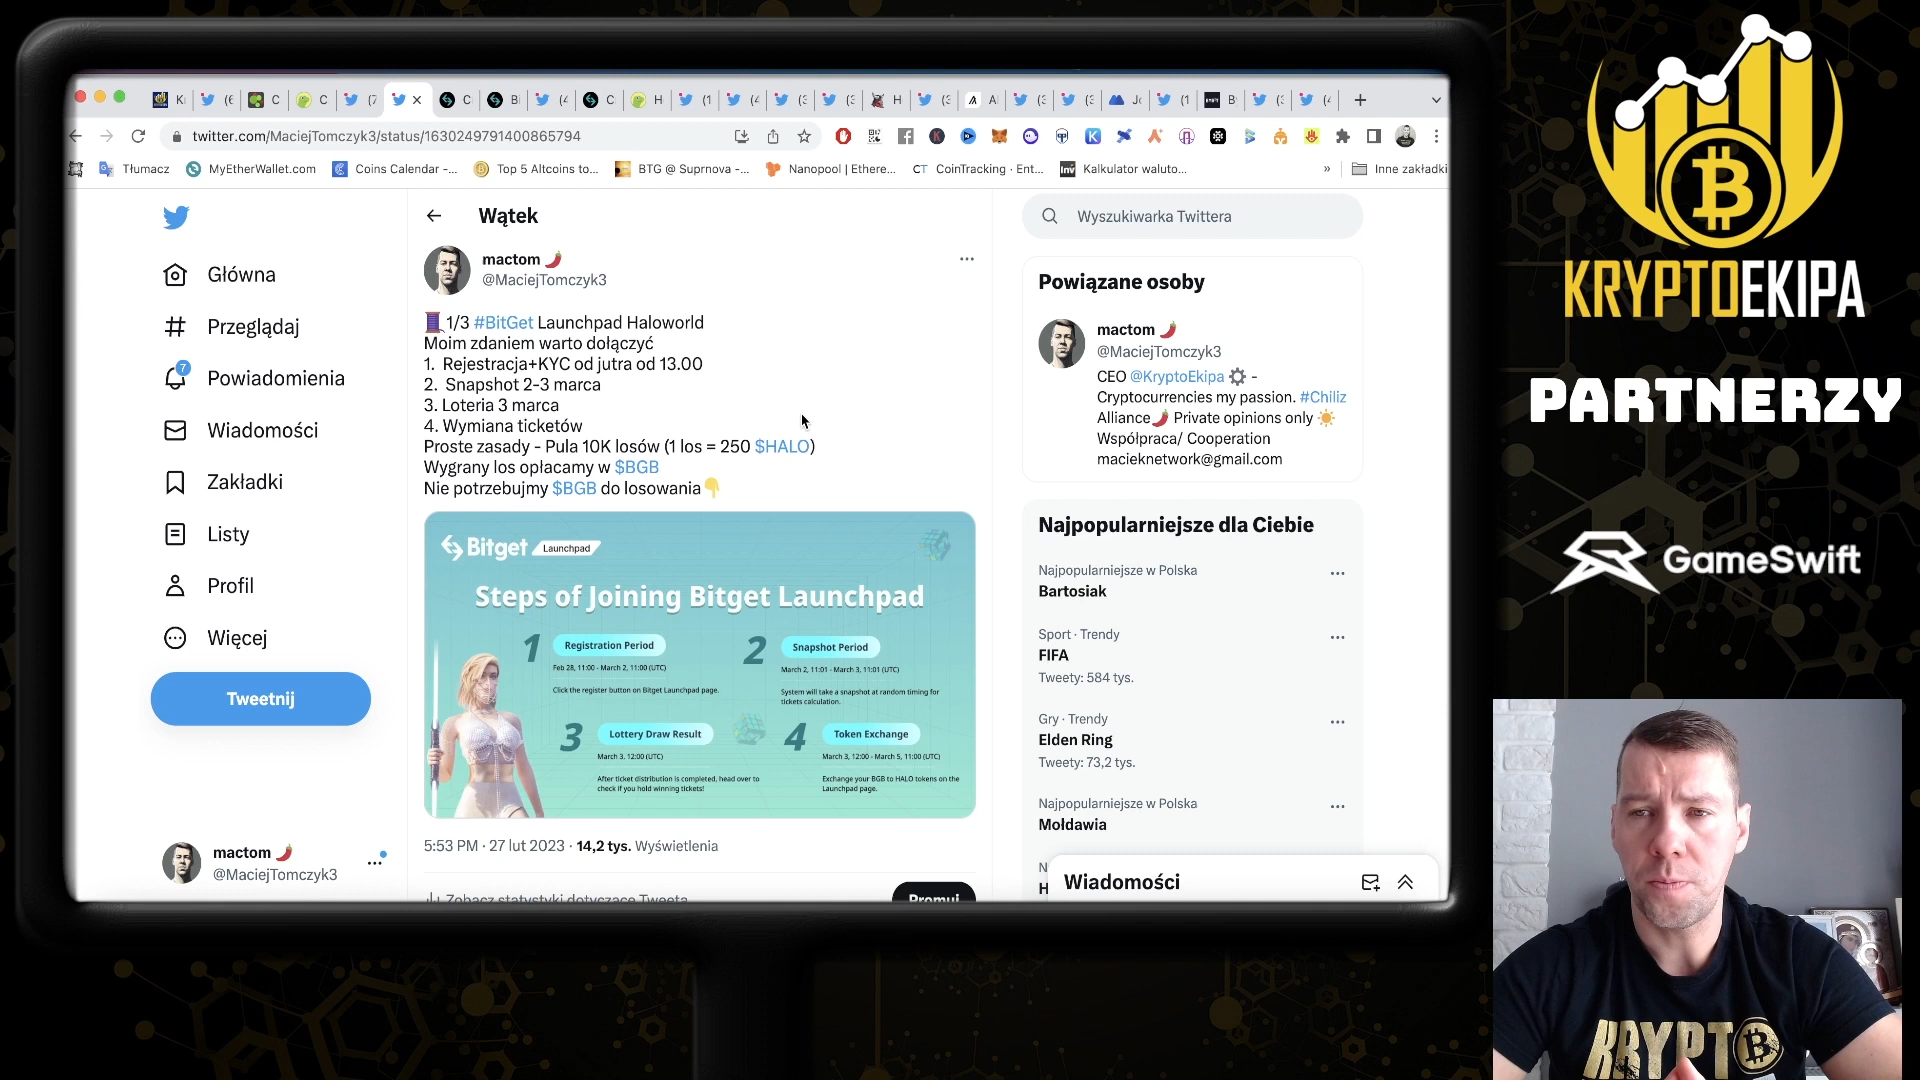 twitter.com/MaciejTomczyk3/status/1630249791400865794
Tłumacz
MyEtherWallet.com
Coins Calendar -...
Top 5 Altcoins to...
BTG @ Suprnova -...
Nanopool | Ethere...
CoinTracking · Ent...
Kalkulator waluto...
»
Inne zakładki
Główna
Przeglądaj
7
Powiadomienia
Wiadomości
Zakładki
Listy
Profil
Więcej
Tweetnij
mactom 🌶️
@MaciejTomczyk3
Wątek
mactom 🌶️
@MaciejTomczyk3
🧵1/3 #BitGet Launchpad Haloworld
Moim zdaniem warto dołączyć
1. Rejestracja+KYC od jutra od 13.00
2. Snapshot 2-3 marca
3. Loteria 3 marca
4. Wymiana ticketów
Proste zasady - Pula 10K losów (1 los = 250 $HALO)
Wygrany los opłacamy w $BGB
Nie potrzebujmy $BGB do losowania👇
Bitget Launchpad
Steps of Joining Bitget Launchpad
1 Registration Period
Feb 28, 11:00 - March 2, 11:00 (UTC)
Click the register button on Bitget Launchpad page.
2 Snapshot Period
March 2, 11:01 - March 3, 11:01 (UTC)
System will take a snapshot at random timing for
tickets calculation.
3 Lottery Draw Result
March 3, 12:00 (UTC)
After ticket distribution is completed, head over to
check if you hold winning tickets!
4 Token Exchange
March 3, 12:00 - March 5, 11:00 (UTC)
Exchange your BGB to HALO tokens on the
Launchpad page.
5:53 PM · 27 lut 2023 · 14,2 tys. Wyświetlenia
Zobacz statystyki dotyczące Tweeta
Promuj
Wyszukiwarka Twittera
Powiązane osoby
mactom 🌶️
@MaciejTomczyk3
CEO @KryptoEkipa ⚙️ -
Cryptocurrencies my passion. #Chiliz
Alliance🌶️ Private opinions only ☀️
Współpraca/ Cooperation
macieknetwork@gmail.com
Najpopularniejsze dla Ciebie
Najpopularniejsze w Polska
Bartosiak
Sport · Trendy
FIFA
Tweety: 584 tys.
Gry · Trendy
Elden Ring
Tweety: 73,2 tys.
Najpopularniejsze w Polska
Mołdawia
Wiadomości
KRYPTOEKIPA
PARTNERZY
GameSwift
KRYPT